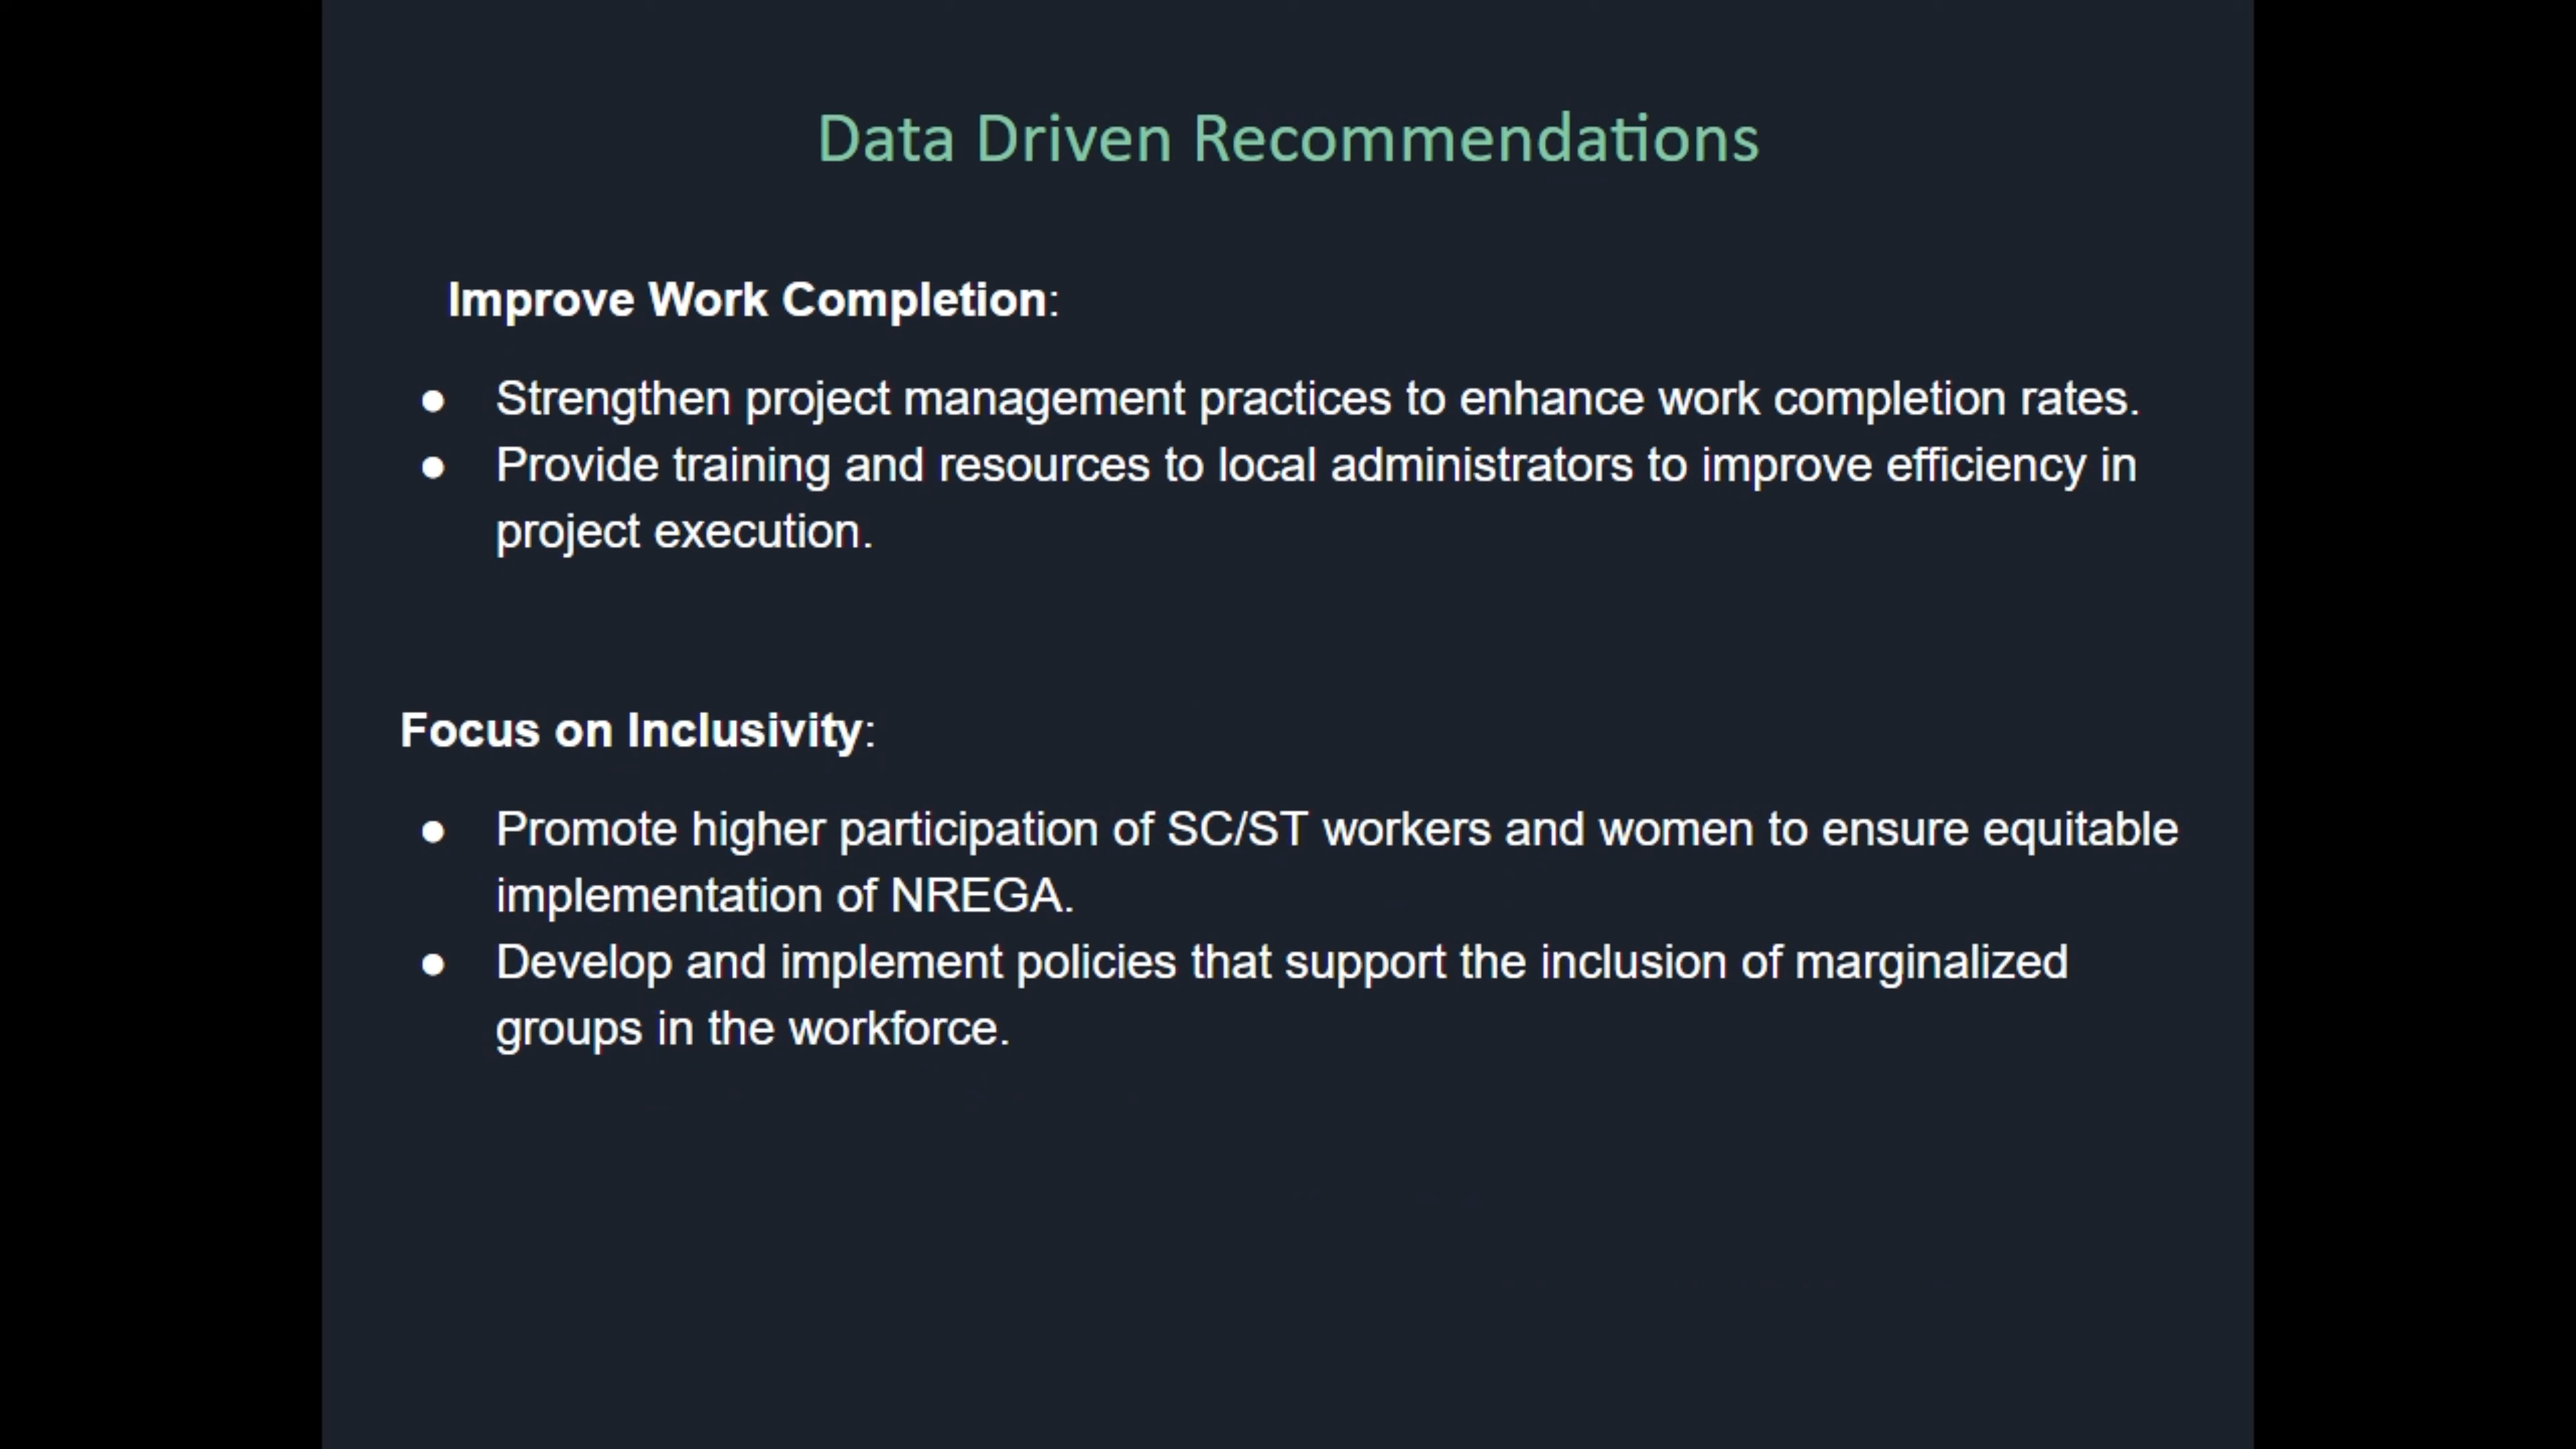 Data Driven Recommendations
Improve Work Completion:
● Strengthen project management practices to enhance work completion rates.
● Provide training and resources to local administrators to improve efficiency in
project execution.
Focus on Inclusivity:
● Promote higher participation of SC/ST workers and women to ensure equitable
implementation of NREGA.
● Develop and implement policies that support the inclusion of marginalized
groups in the workforce.